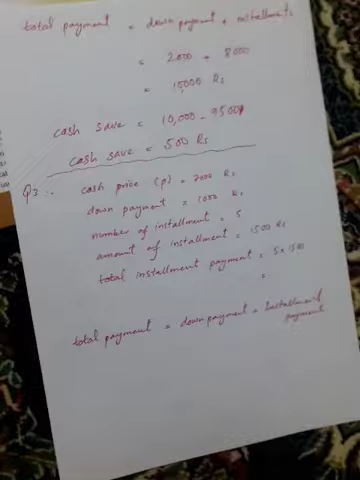 total payment = down payment + installments
= 2000 + 8000
= 10,000 Rs
cash save = 10,000 - 9500
cash save = 500 Rs
Q3:- cash price (p) = 7000 Rs
down payment = 1000 Rs
number of installment = 5
amount of installment = 1500 Rs
total installment payment = 5 x 1500
=
total payment = down payment + Installment
payment